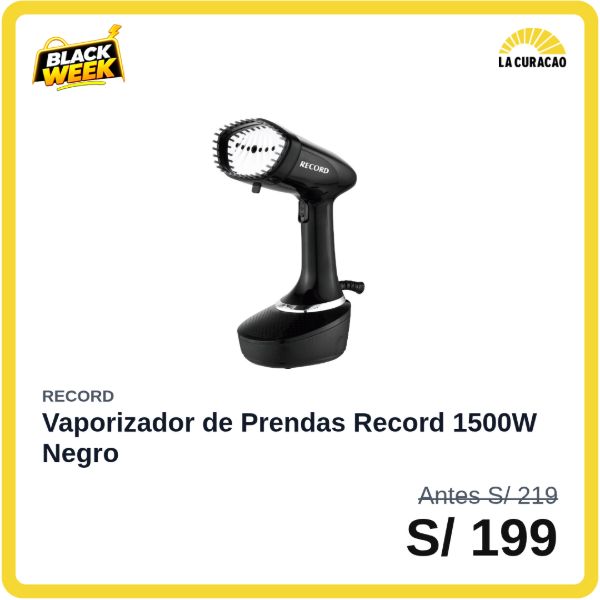 BLACK
WEEK
LA CURACAO
RECORD
RECORD
Vaporizador de Prendas Record 1500W
Negro
Antes S/ 219
S/ 199